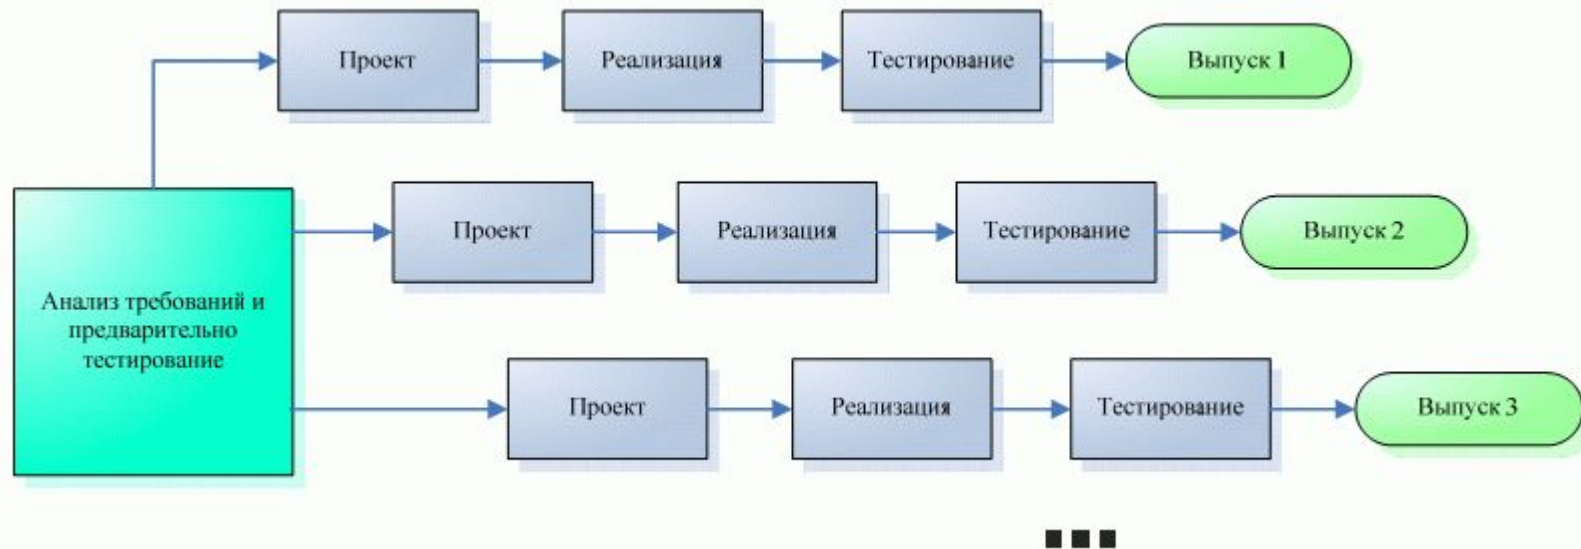 Проект
Реализация
Тестирование
Выпуск 1
Проект
Реализация
Тестирование
Выпуск 2
Анализ требований и
предварительно
тестирование
Проект
Реализация
Тестирование
Выпуск 3